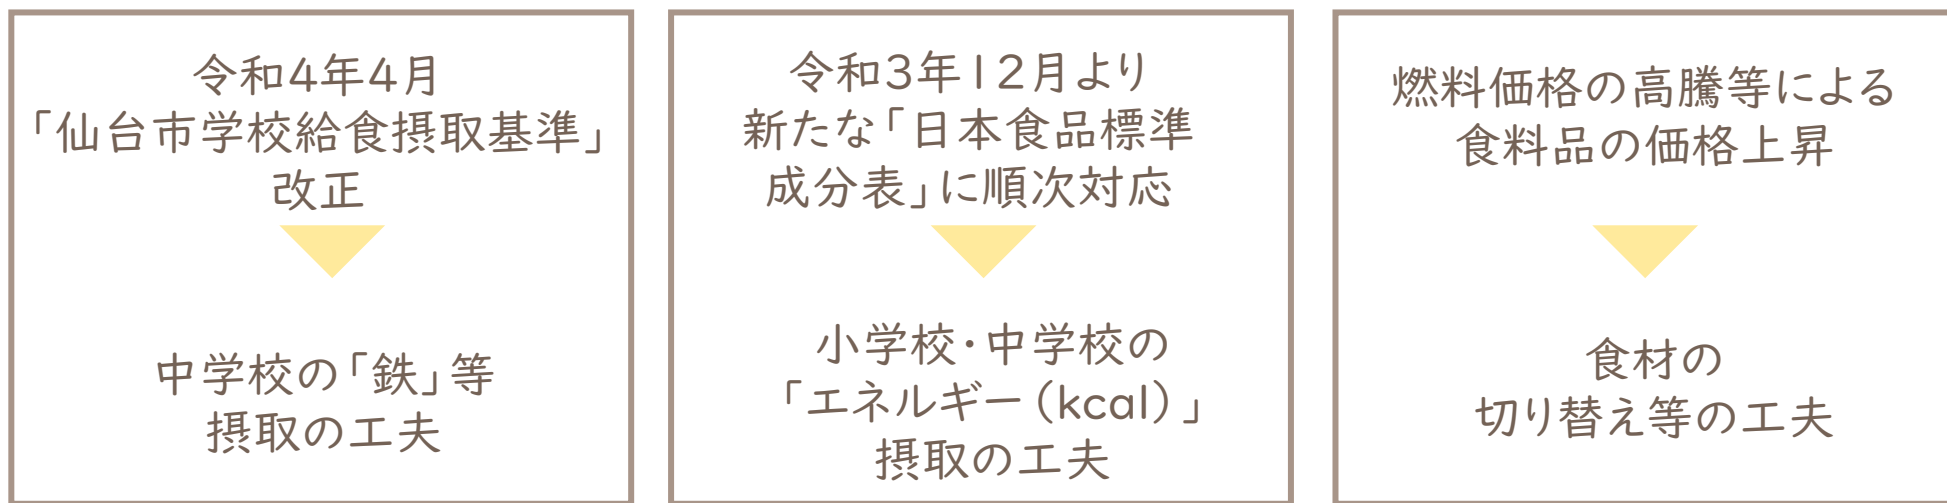 令和4年4月
「仙台市学校給食摂取基準」
改正
中学校の「鉄」等
摂取の工夫
令和3年12月より
新たな「日本食品標準
成分表」に順次対応
小学校・中学校の
「エネルギー(kcal)」
摂取の工夫
燃料価格の高騰等による
食料品の価格上昇
食材の
切り替え等の工夫